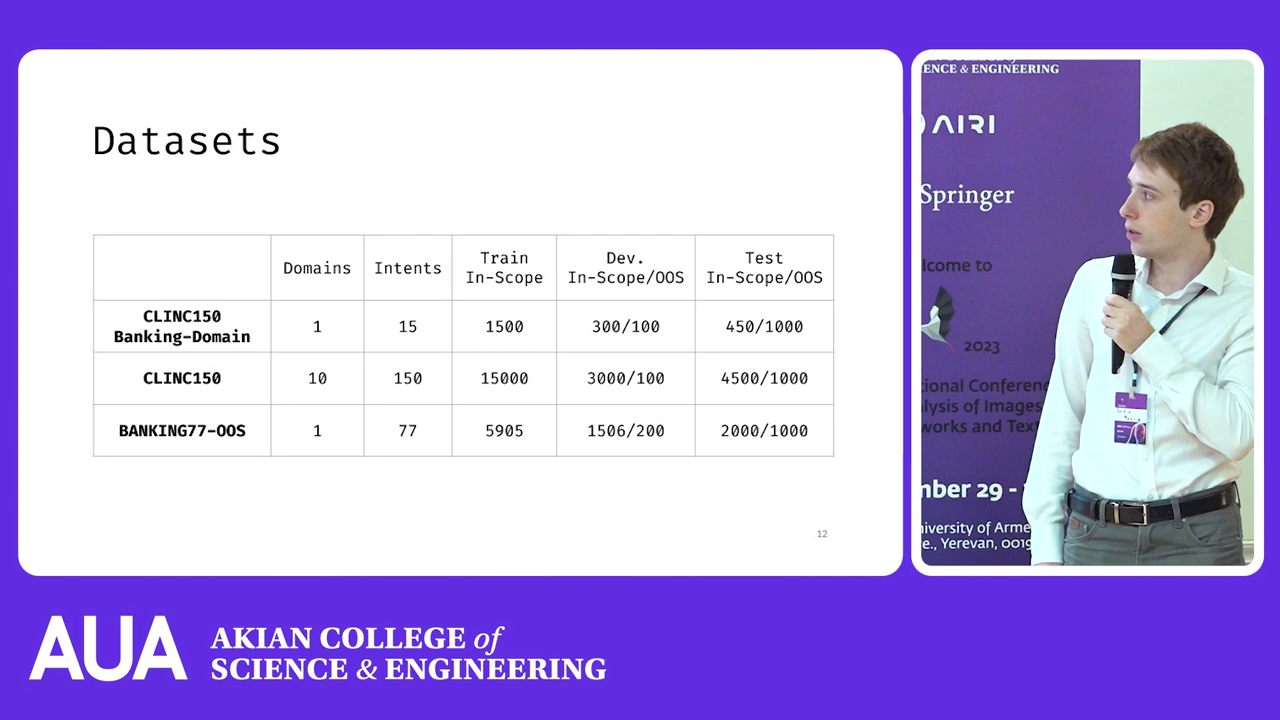 Datasets
Domains Intents Train In-Scope Dev. In-Scope/OOS Test In-Scope/OOS
CLINC150 Banking-Domain 1 15 1500 300/100 450/1000
CLINC150 10 150 15000 3000/100 4500/1000
BANKING77-OOS 1 77 5905 1506/200 2000/1000
12
ENCE & ENGINEERING
AIRI
Springer
lcome to
2023
tional Conferenc
lysis of Images
works and Tex
mber 29 -
niversity of Arme
e., Yerevan, 0019
AUA
AKIAN COLLEGE of
SCIENCE & ENGINEERING